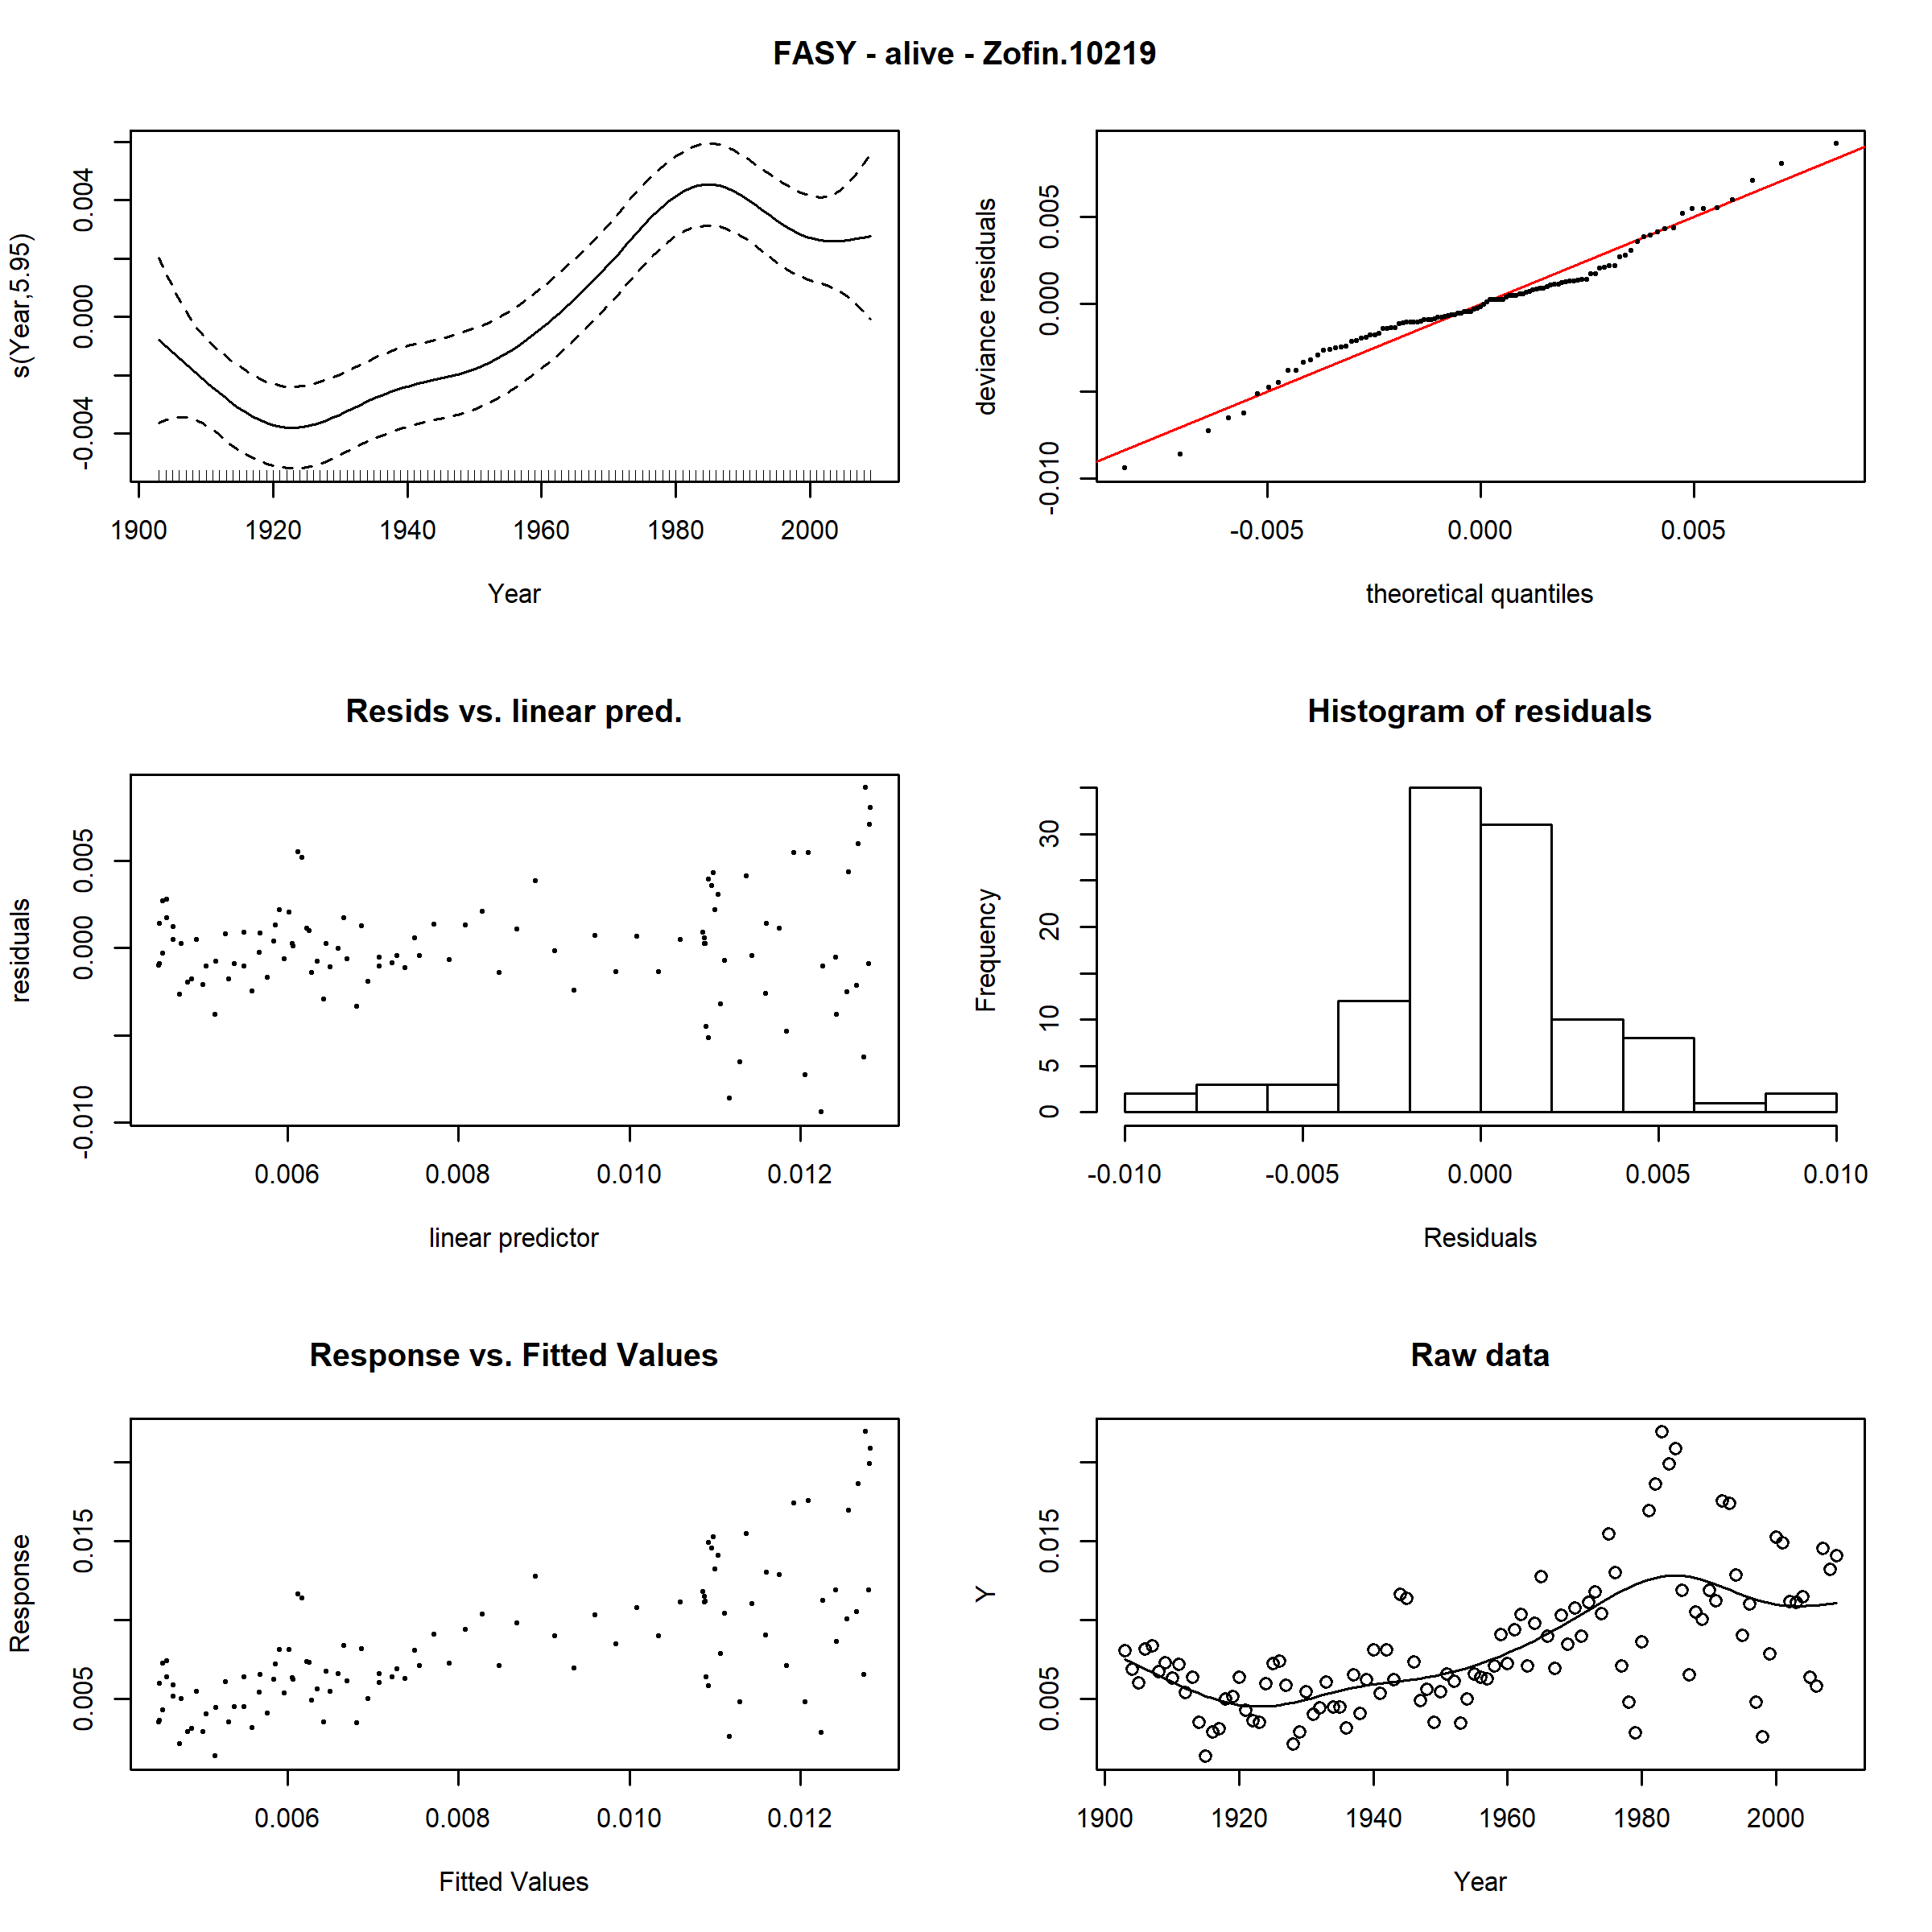 FASY - alive - Zofin.10219
s(Year,5.95)
-0.004 0.000 0.004
1900 1920 1940 1960 1980 2000
Year
deviance residuals
-0.010 0.000 0.005
-0.005 0.000 0.005
theoretical quantiles
Resids vs. linear pred.
residuals
-0.010 0.000 0.005
0.006 0.008 0.010 0.012
linear predictor
Histogram of residuals
Frequency
0 5 10 20 30
-0.010 -0.005 0.000 0.005 0.010
Residuals
Response vs. Fitted Values
Response
0.005 0.015
0.006 0.008 0.010 0.012
Fitted Values
Raw data
Y
0.005 0.015
1900 1920 1940 1960 1980 2000
Year